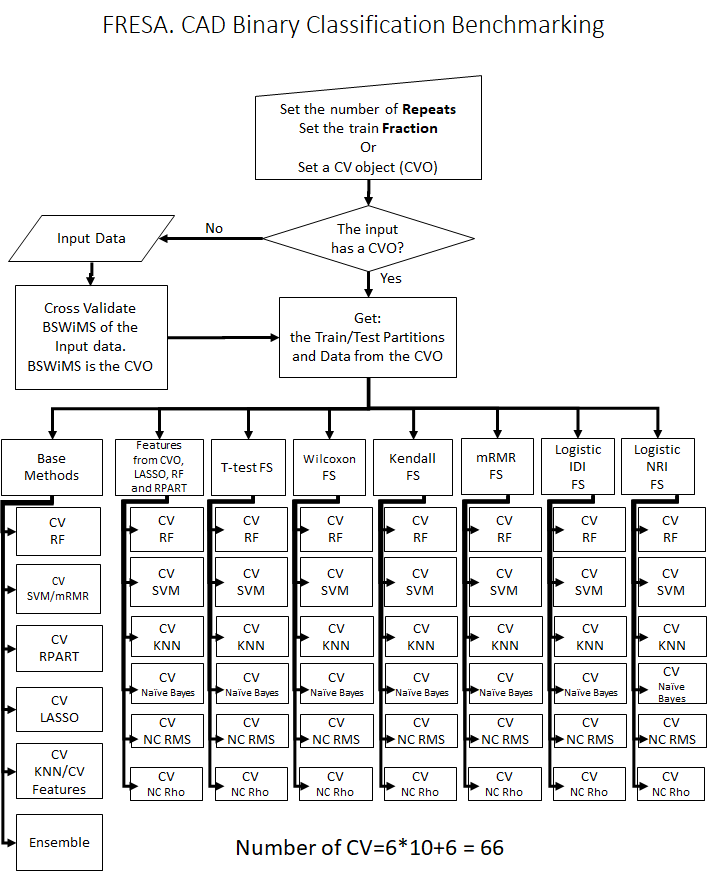 FRESA. CAD Binary Classification Benchmarking
Set the number of Repeats
Set the train Fraction
Or
Set a CV object (CVO)
The input
has a CVO?
No
Yes
Input Data
Cross Validate
BSWiMS of the
Input data.
BSWiMS is the CVO
Get:
the Train/Test Partitions
and Data from the CVO
Base
Methods
Features
from CVO,
LASSO, RF
and RPART
T-test FS
Wilcoxon
FS
Kendall
FS
mRMR
FS
Logistic
IDI
FS
Logistic
NRI
FS
CV
RF
CV
SVM/mRMR
CV
RPART
CV
LASSO
CV
KNN/CV
Features
Ensemble
CV
RF
CV
SVM
CV
KNN
CV
Naïve Bayes
CV
NC RMS
CV
NC Rho
CV
RF
CV
SVM
CV
KNN
CV
Naïve Bayes
CV
NC RMS
CV
NC Rho
CV
RF
CV
SVM
CV
KNN
CV
Naïve Bayes
CV
NC RMS
CV
NC Rho
CV
RF
CV
SVM
CV
KNN
CV
Naïve Bayes
CV
NC RMS
CV
NC Rho
CV
RF
CV
SVM
CV
KNN
CV
Naïve Bayes
CV
NC RMS
CV
NC Rho
CV
RF
CV
SVM
CV
KNN
CV
Naïve Bayes
CV
NC RMS
CV
NC Rho
CV
RF
CV
SVM
CV
KNN
CV
Naïve
Bayes
CV
NC RMS
CV
NC Rho
Number of CV=6*10+6 = 66